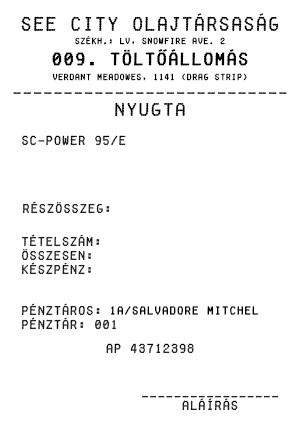 SEE CITY OLAJTÁRSASÁG
SZÉKH.: LV, SNOWFIRE AVE. 2
009. TÖLTŐÁLLOMÁS
VERDANT MEADOWES, 1141 (DRAG STRIP)
NYUGTA
SC-POWER 95/E
RÉSZÖSSZEG:
TÉTELSZÁM:
ÖSSZESEN:
KÉSZPÉNZ:
PÉNZTÁROS: 1A/SALVADORE MITCHEL
PÉNZTÁR: 001
AP 43712398
ALÁÍRÁS